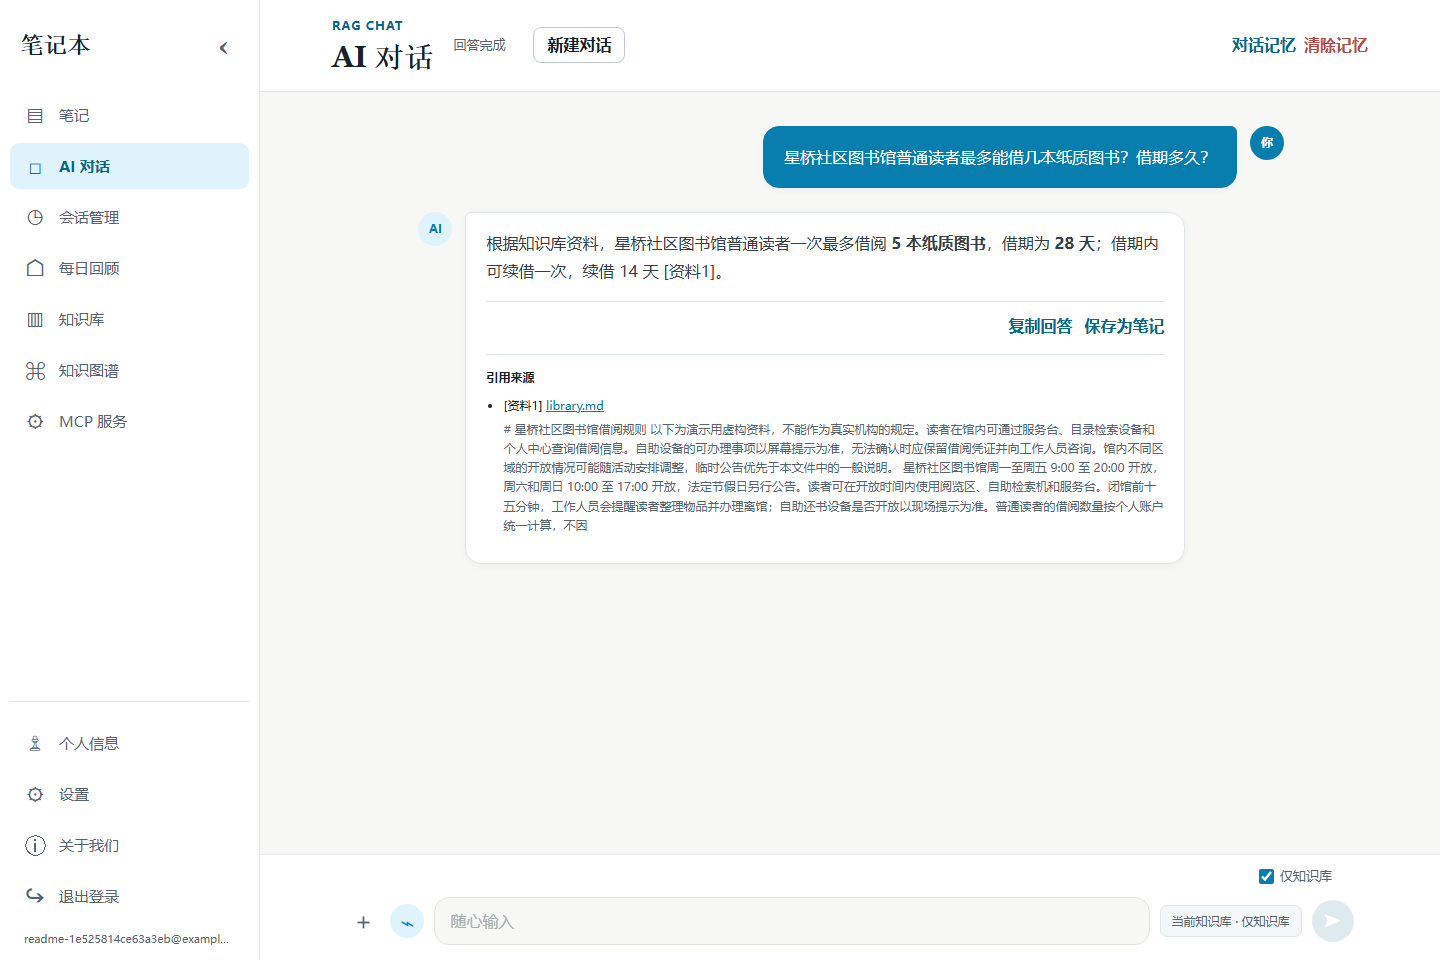 笔记本
笔记
AI 对话
会话管理
每日回顾
知识库
知识图谱
MCP 服务
个人信息
设置
关于我们
退出登录
readme-1e525814ce63a3eb@exampl...
RAG CHAT
AI 对话
回答完成
新建对话
对话记忆 清除记忆
星桥社区图书馆普通读者最多能借几本纸质图书？借期多久？
你
AI
根据知识库资料，星桥社区图书馆普通读者一次最多借阅 5 本纸质图书，借期为 28 天；借期内
可续借一次，续借 14 天 [资料1]。
复制回答 保存为笔记
引用来源
• [资料1] library.md
# 星桥社区图书馆借阅规则 以下为演示用虚构资料，不能作为真实机构的规定。读者在馆内可通过服务台、目录检索设备和
个人中心查询借阅信息。自助设备的可办理事项以屏幕提示为准，无法确认时应保留借阅凭证并向工作人员咨询。馆内不同区
域的开放情况可能随活动安排调整，临时公告优先于本文件中的一般说明。 星桥社区图书馆周一至周五 9:00 至 20:00 开放，
周六和周日 10:00 至 17:00 开放，法定节假日另行公告。读者可在开放时间内使用阅览区、自助检索机和服务台。闭馆前十
五分钟，工作人员会提醒读者整理物品并办理离馆；自助还书设备是否开放以现场提示为准。普通读者的借阅数量按个人账户
统一计算，不因
仅知识库
随心输入
当前知识库 · 仅知识库